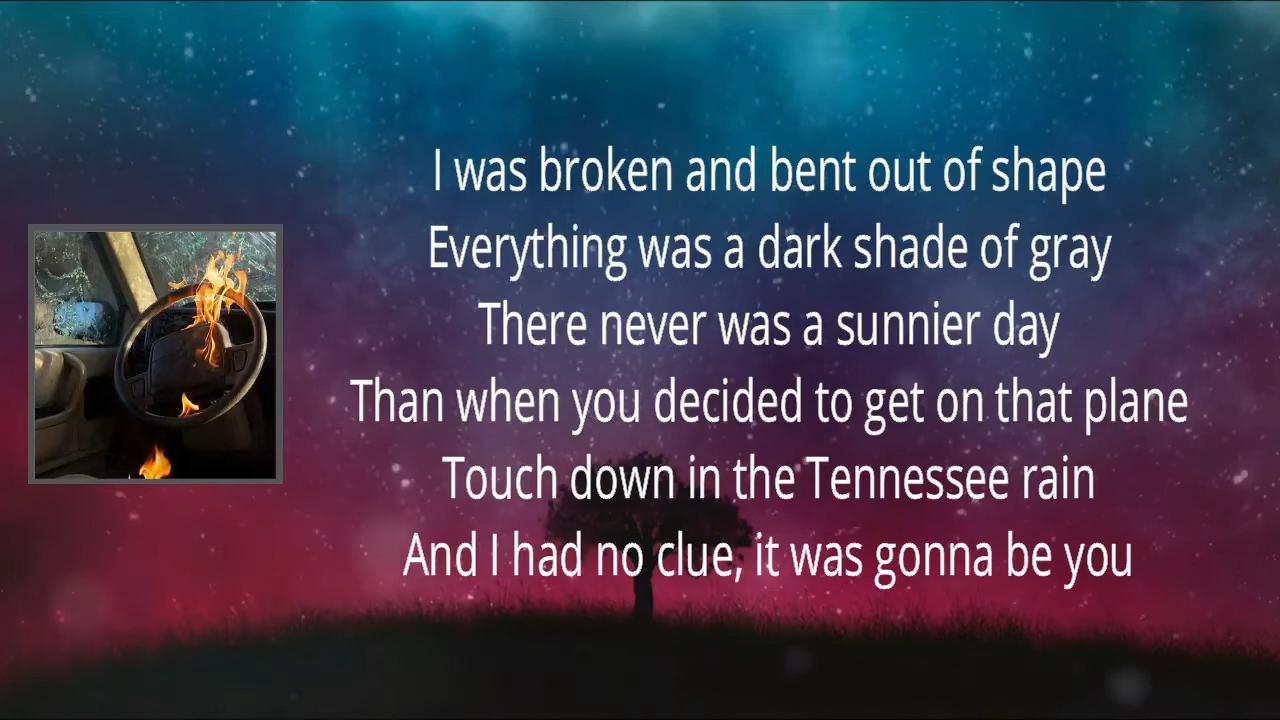 I was broken and bent out of shape
Everything was a dark shade of gray
There never was a sunnier day
Than when you decided to get on that plane
Touch down in the Tennessee rain
And I had no clue, it was gonna be you